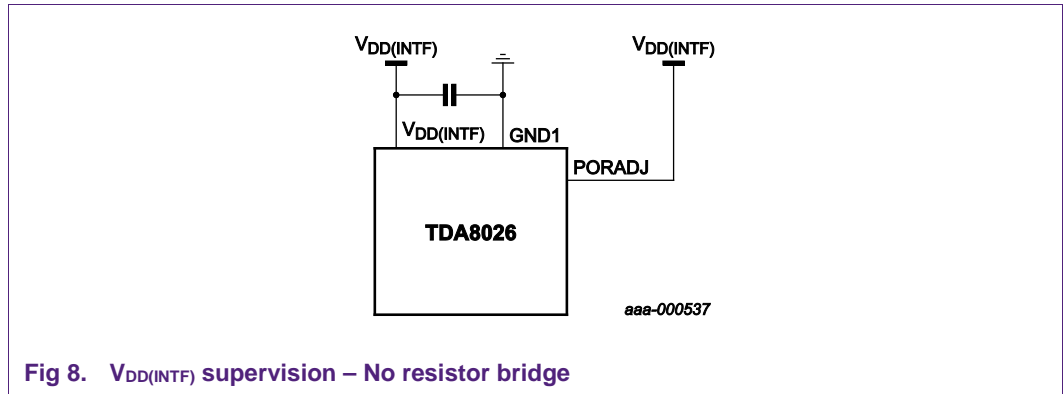 VDD(INTF) VDD(INTF)
VDD(INTF) GND1
PORADJ
TDA8026
aaa-000537
Fig 8. VDD(INTF) supervision – No resistor bridge